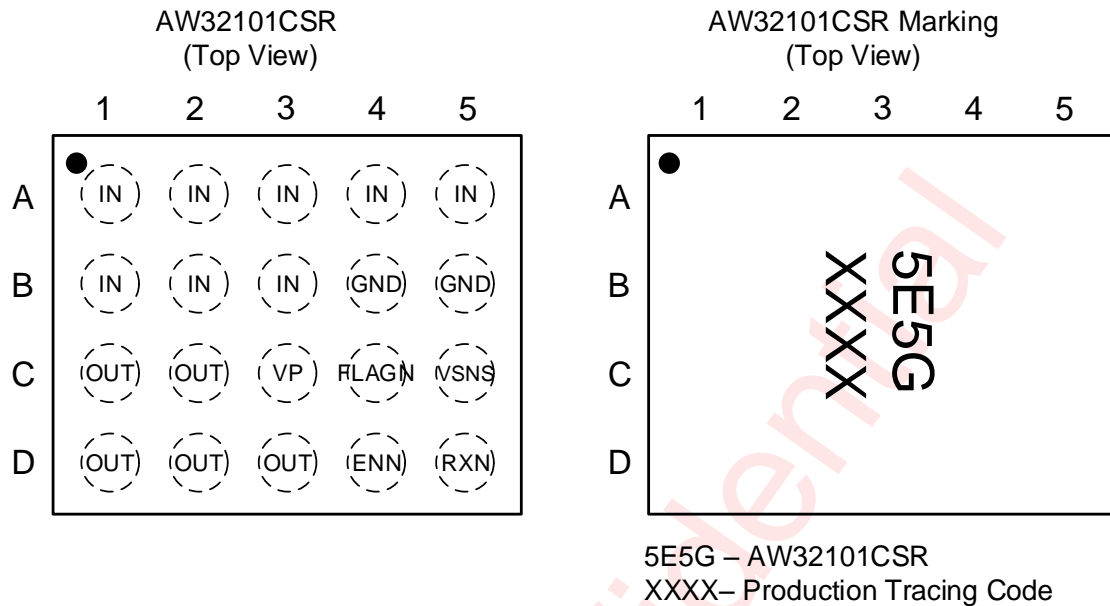 AW32101CSR
(Top View)
1 2 3 4 5
A IN IN IN IN IN
B IN IN IN GND GND
C OUT OUT VP FLAGN VSNS
D OUT OUT OUT ENN RXN
AW32101CSR Marking
(Top View)
1 2 3 4 5
A
B
C
D
5E5G
XXXX
5E5G – AW32101CSR
XXXX– Production Tracing Code
dential